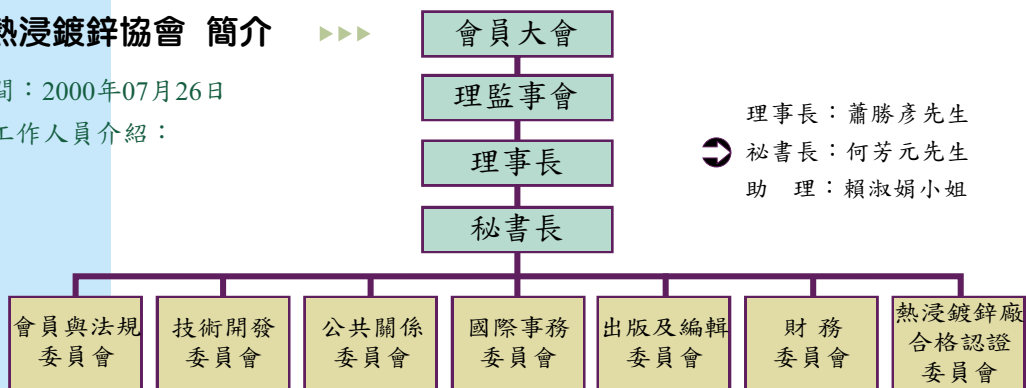 熱浸鍍鋅協會 簡介
會員大會
間：2000年07月26日
工作人員介紹：
理監事會
理事長
秘書長
理事長：蕭勝彥先生
祕書長：何芳元先生
助 理：賴淑娟小姐
會員與法規
委員會
技術開發
委員會
公共關係
委員會
國際事務
委員會
出版及編輯
委員會
財務
委員會
熱浸鍍鋅廠
合格認證
委員會